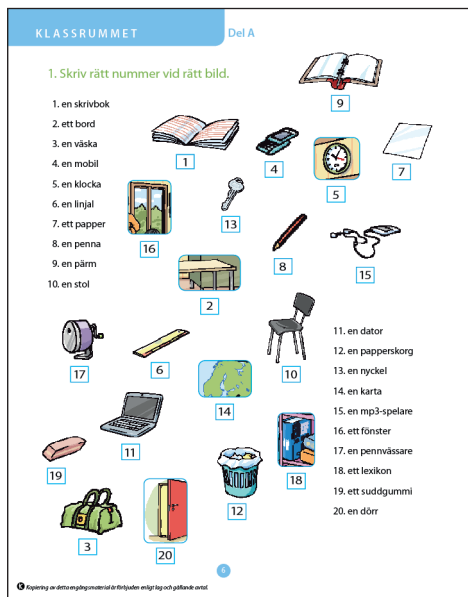 KLASSRUMMET
Del A
1. Skriv rätt nummer vid rätt bild.
1. en skrivbok
2. ett bord
3. en väska
4. en mobil
5. en klocka
6. en linjal
7. ett papper
8. en penna
9. en pärm
10. en stol
9
1
4
5
7
13
16
8
15
2
17
6
10
14
11
19
12
18
3
20
11. en dator
12. en papperskorg
13. en nyckel
14. en karta
15. en mp3-spelare
16. ett fönster
17. en pennvässare
18. ett lexikon
19. ett suddgummi
20. en dörr
6
K Kopiering av detta engångsmaterial är förbjuden enligt lag och gällande avtal.